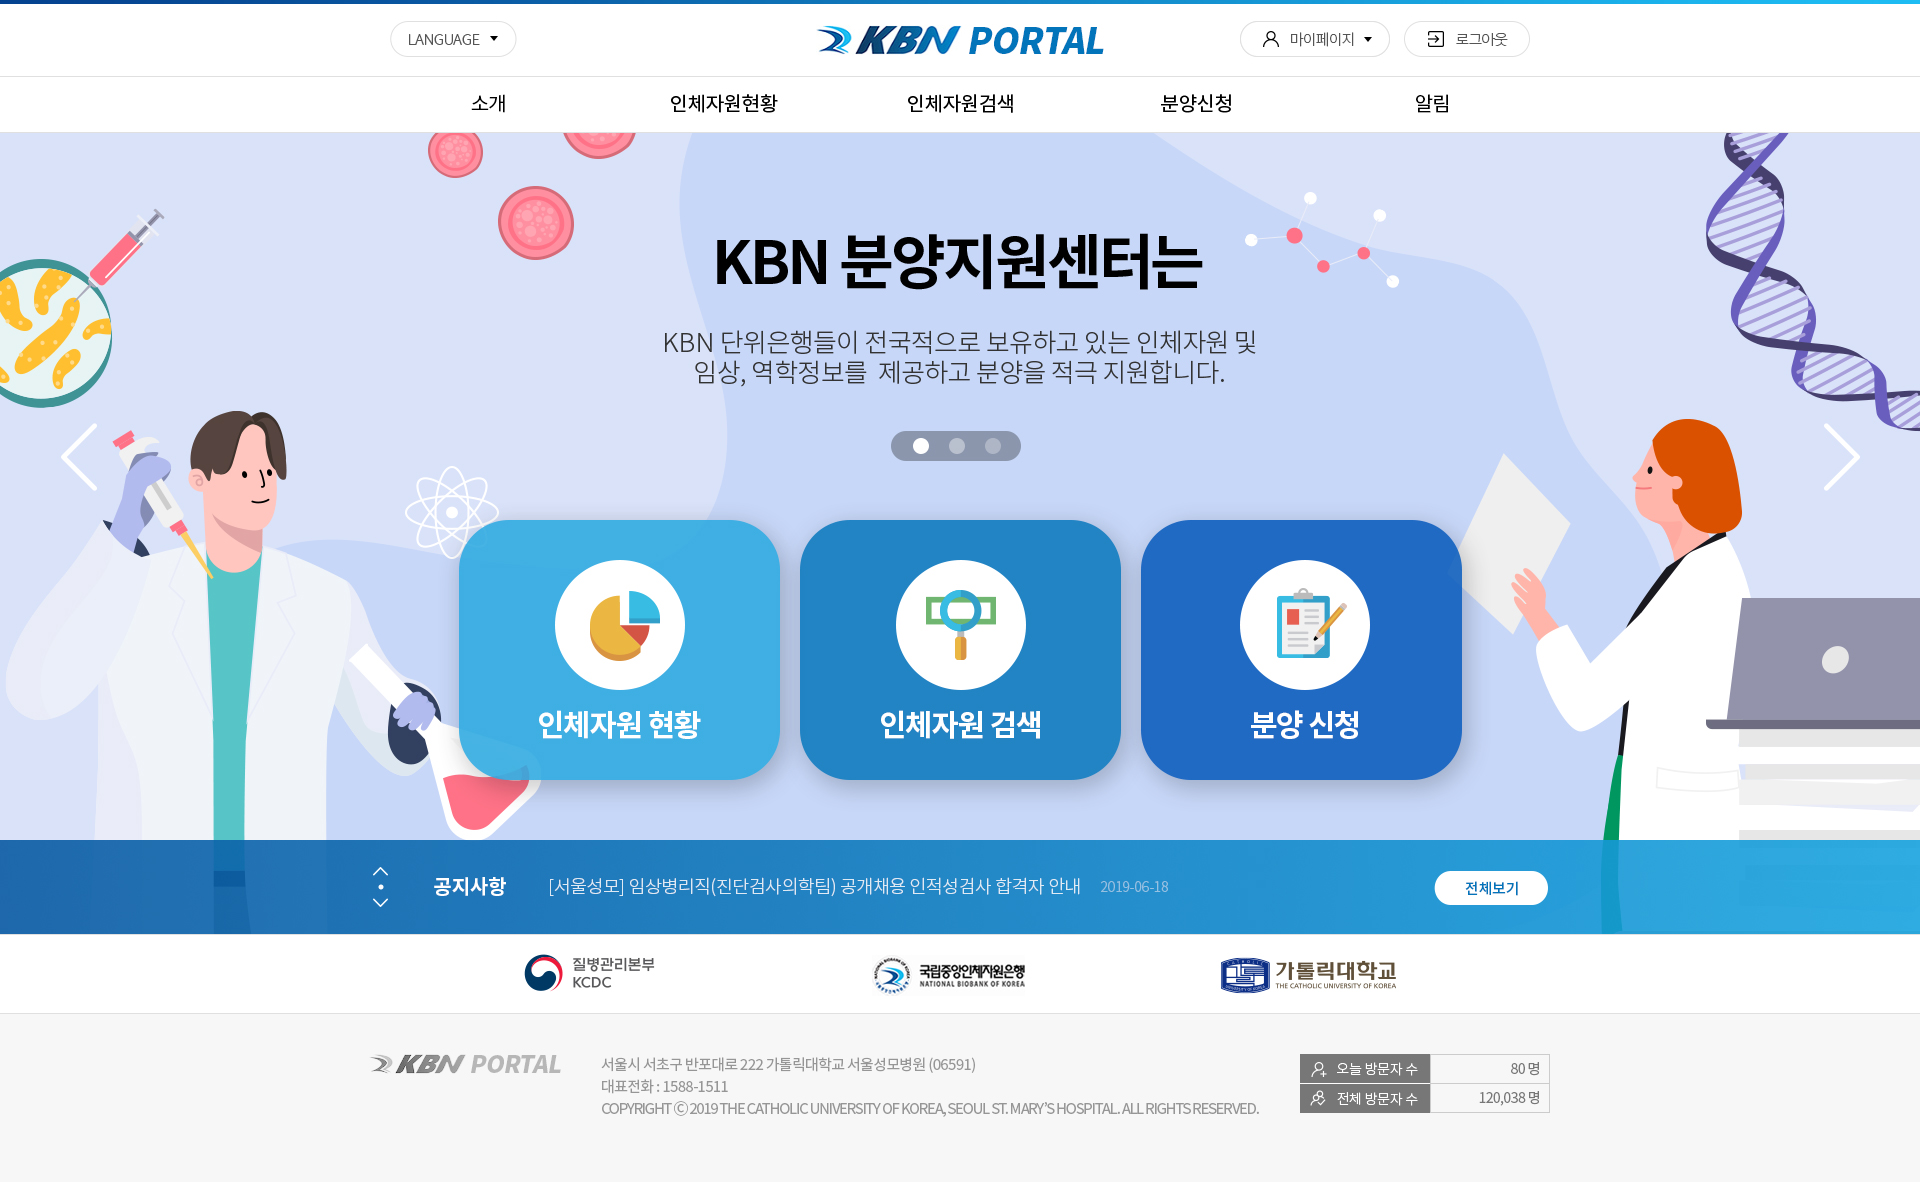 LANGUAGE
KBN PORTAL
마이페이지
로그아웃
소개
인체자원현황
인체자원검색
분양신청
알림
KBN 분양지원센터는
KBN 단위은행들이 전국적으로 보유하고 있는 인체자원 및
임상, 역학정보를 제공하고 분양을 적극 지원합니다.
인체자원 현황
인체자원 검색
분양 신청
공지사항
[서울성모] 임상병리직(진단검사의학팀) 공개채용 인적성검사 합격자 안내
2019-06-18
전체보기
질병관리본부
KCDC
국립중앙인체자원은행
NATIONAL BIOBANK OF KOREA
가톨릭대학교
THE CATHOLIC UNIVERSITY OF KOREA
KBN PORTAL
서울시 서초구 반포대로 222 가톨릭대학교 서울성모병원 (06591)
대표전화 : 1588-1511
COPYRIGHT ⓒ 2019 THE CATHOLIC UNIVERSITY OF KOREA, SEOUL ST. MARY'S HOSPITAL. ALL RIGHTS RESERVED.
오늘 방문자 수
80 명
전체 방문자 수
120,038 명